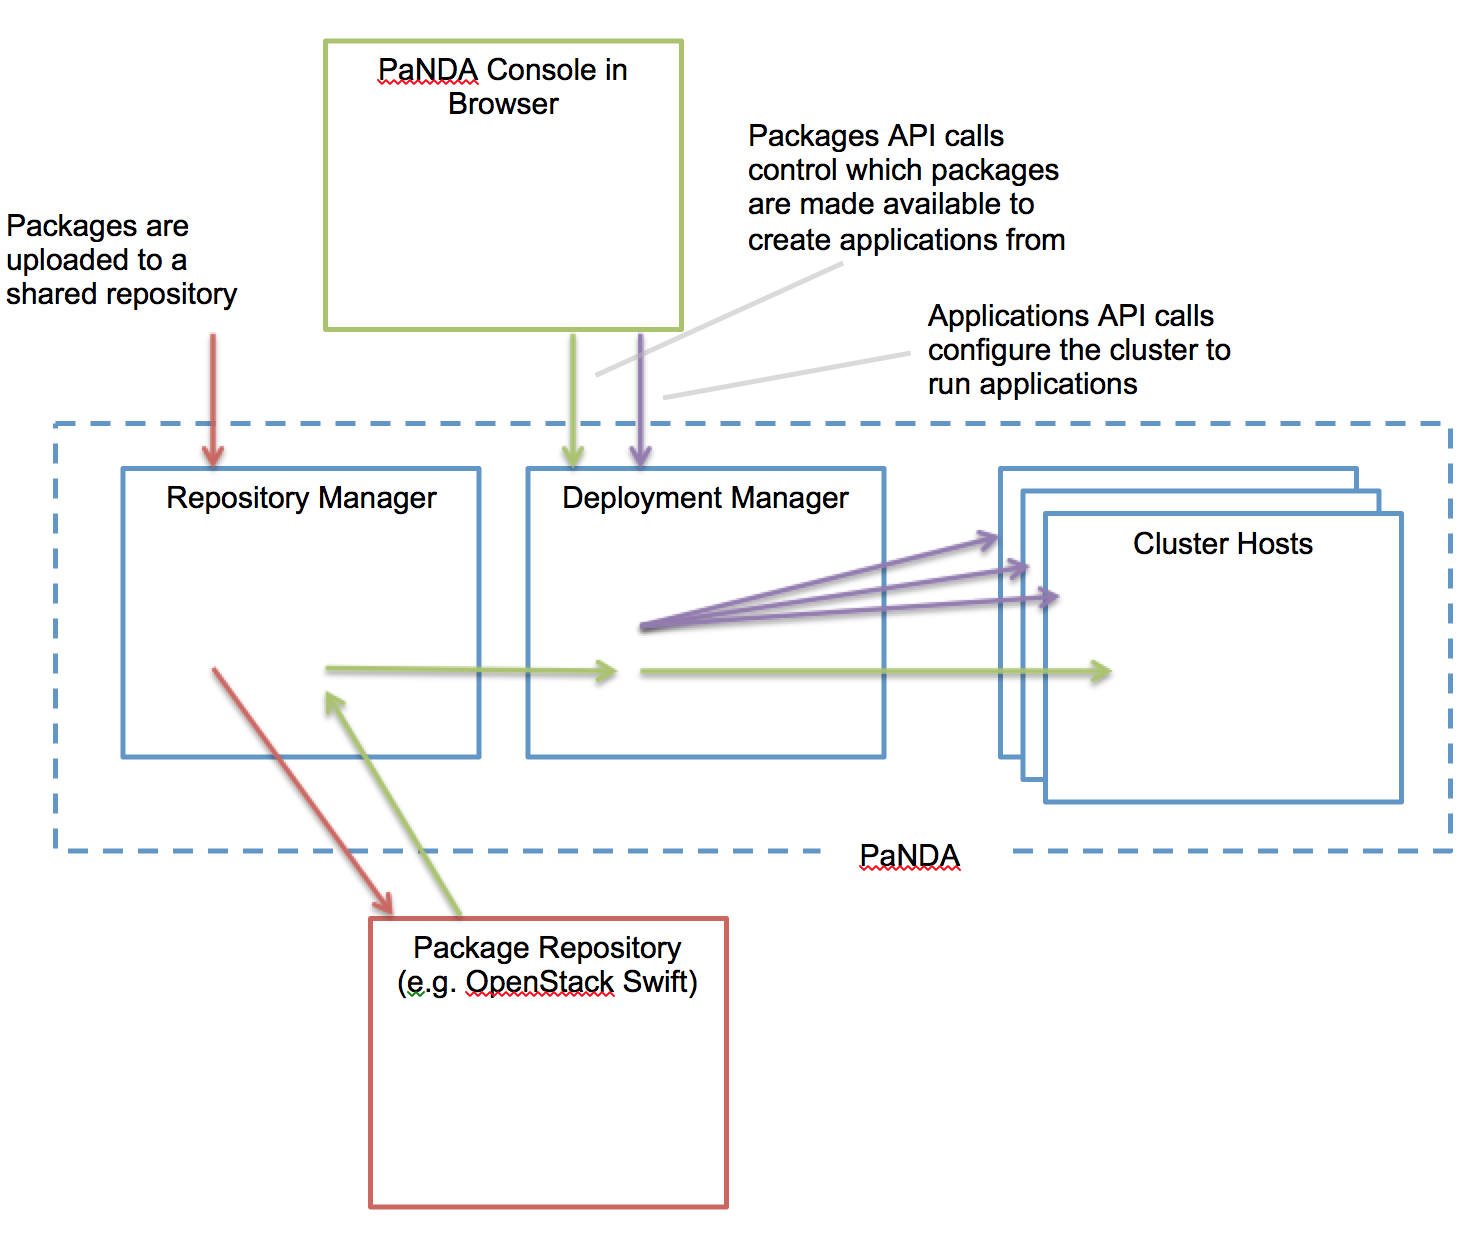 PaNDA Console in
Browser
Packages API calls
control which packages
are made available to
create applications from
Packages are
uploaded to a
shared repository
Applications API calls
configure the cluster to
run applications
Repository Manager
Deployment Manager
Cluster Hosts
PaNDA
Package Repository
(e.g. OpenStack Swift)